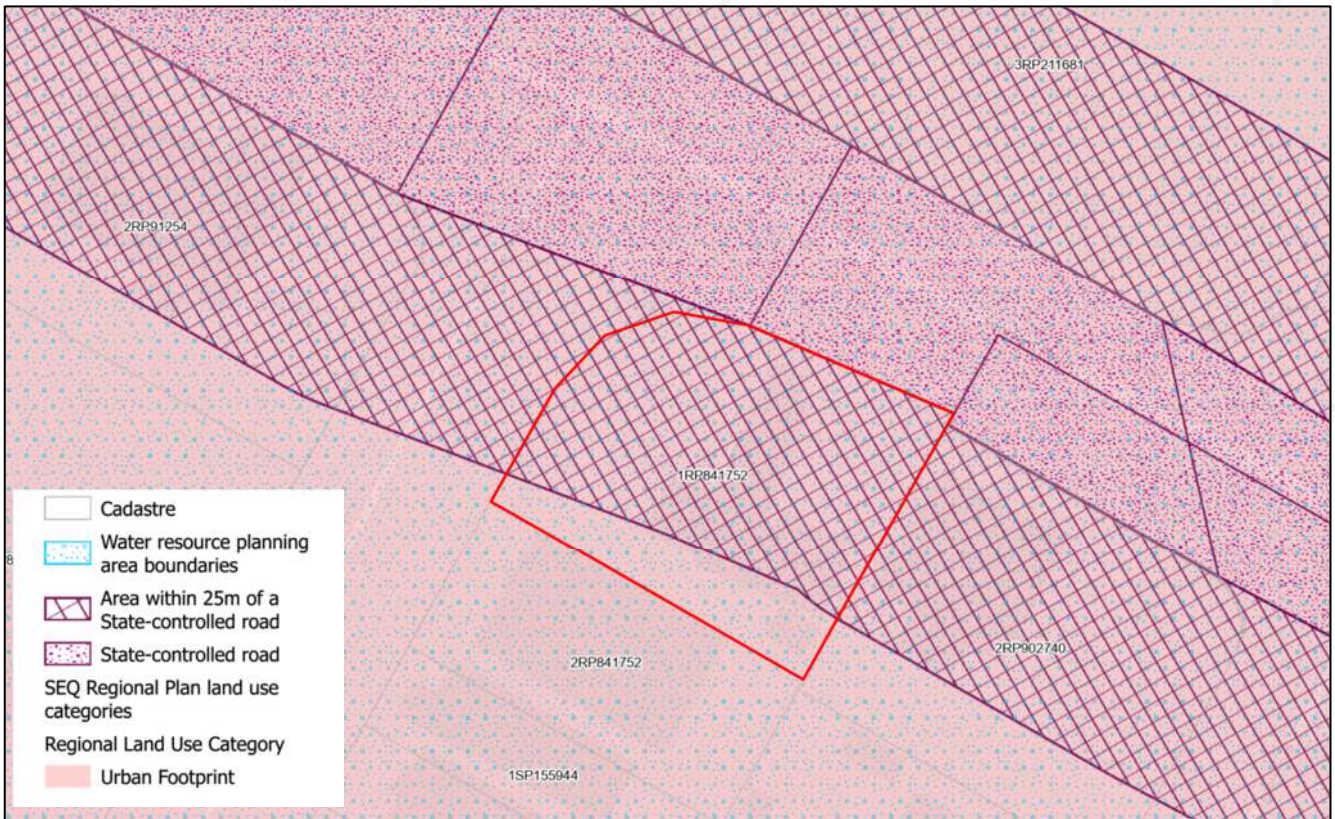 3RP211681
2RP91254
1RP841752
8
2RP902740
2RP841752
1SP155944
Cadastre
Water resource planning
area boundaries
Area within 25m of a
State-controlled road
State-controlled road
SEQ Regional Plan land use
categories
Regional Land Use Category
Urban Footprint